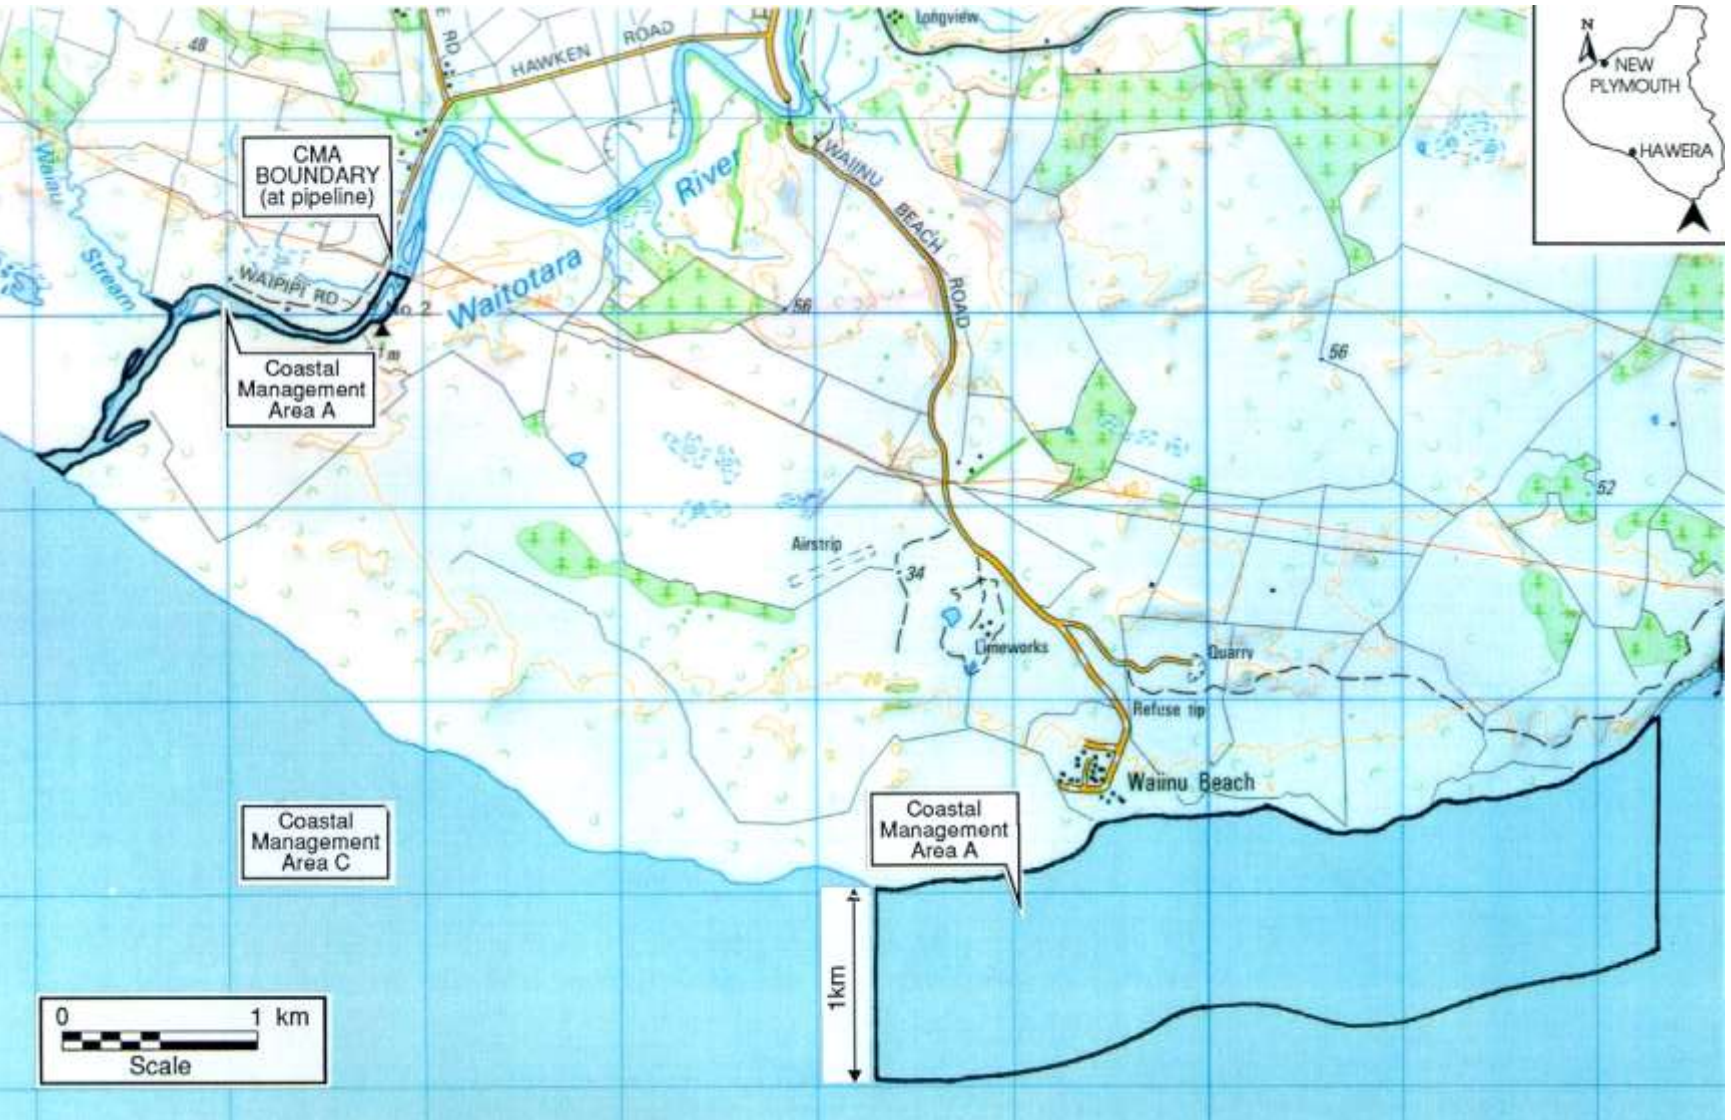 Longview
48
RD
HAWKEN ROAD
N
NEW
PLYMOUTH
HAWERA
CMA
BOUNDARY
(at pipeline)
Waiau
Stream
River
WAIINU
BEACH
ROAD
WAIPIPI RD
Waitotara
No 2
1m
56
56
Coastal
Management
Area A
52
Airstrip
34
Limeworks
Quarry
Refuse tip
Waiinu Beach
Coastal
Management
Area C
Coastal
Management
Area A
1km
0 1 km
Scale